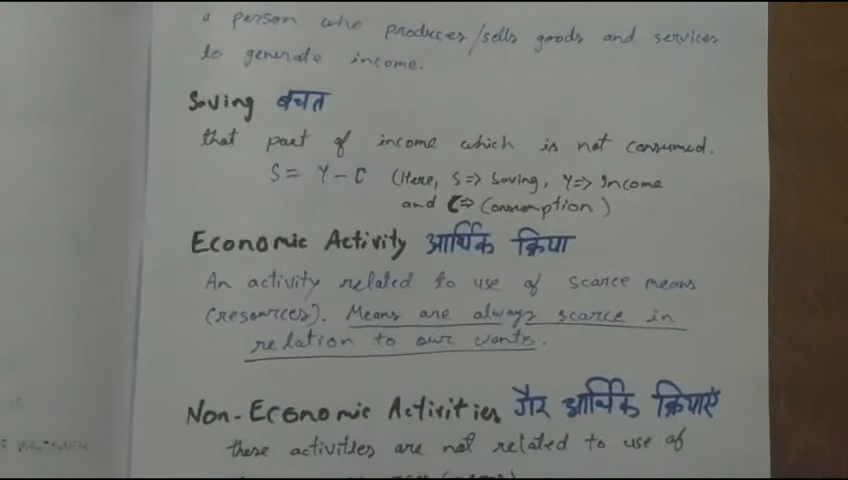 a person who produces/sells goods and services
to generate income.
Saving बचत
that part of income which is not consumed.
S = Y - C (Here, S => Saving, Y => Income
and C => Consumption)
Economic Activity आर्थिक क्रिया
An activity related to use of scarce means
(resources). Means are always scarce in
relation to our wants.
Non-Economic Activities गैर आर्थिक क्रियाएँ
these activities are not related to use of